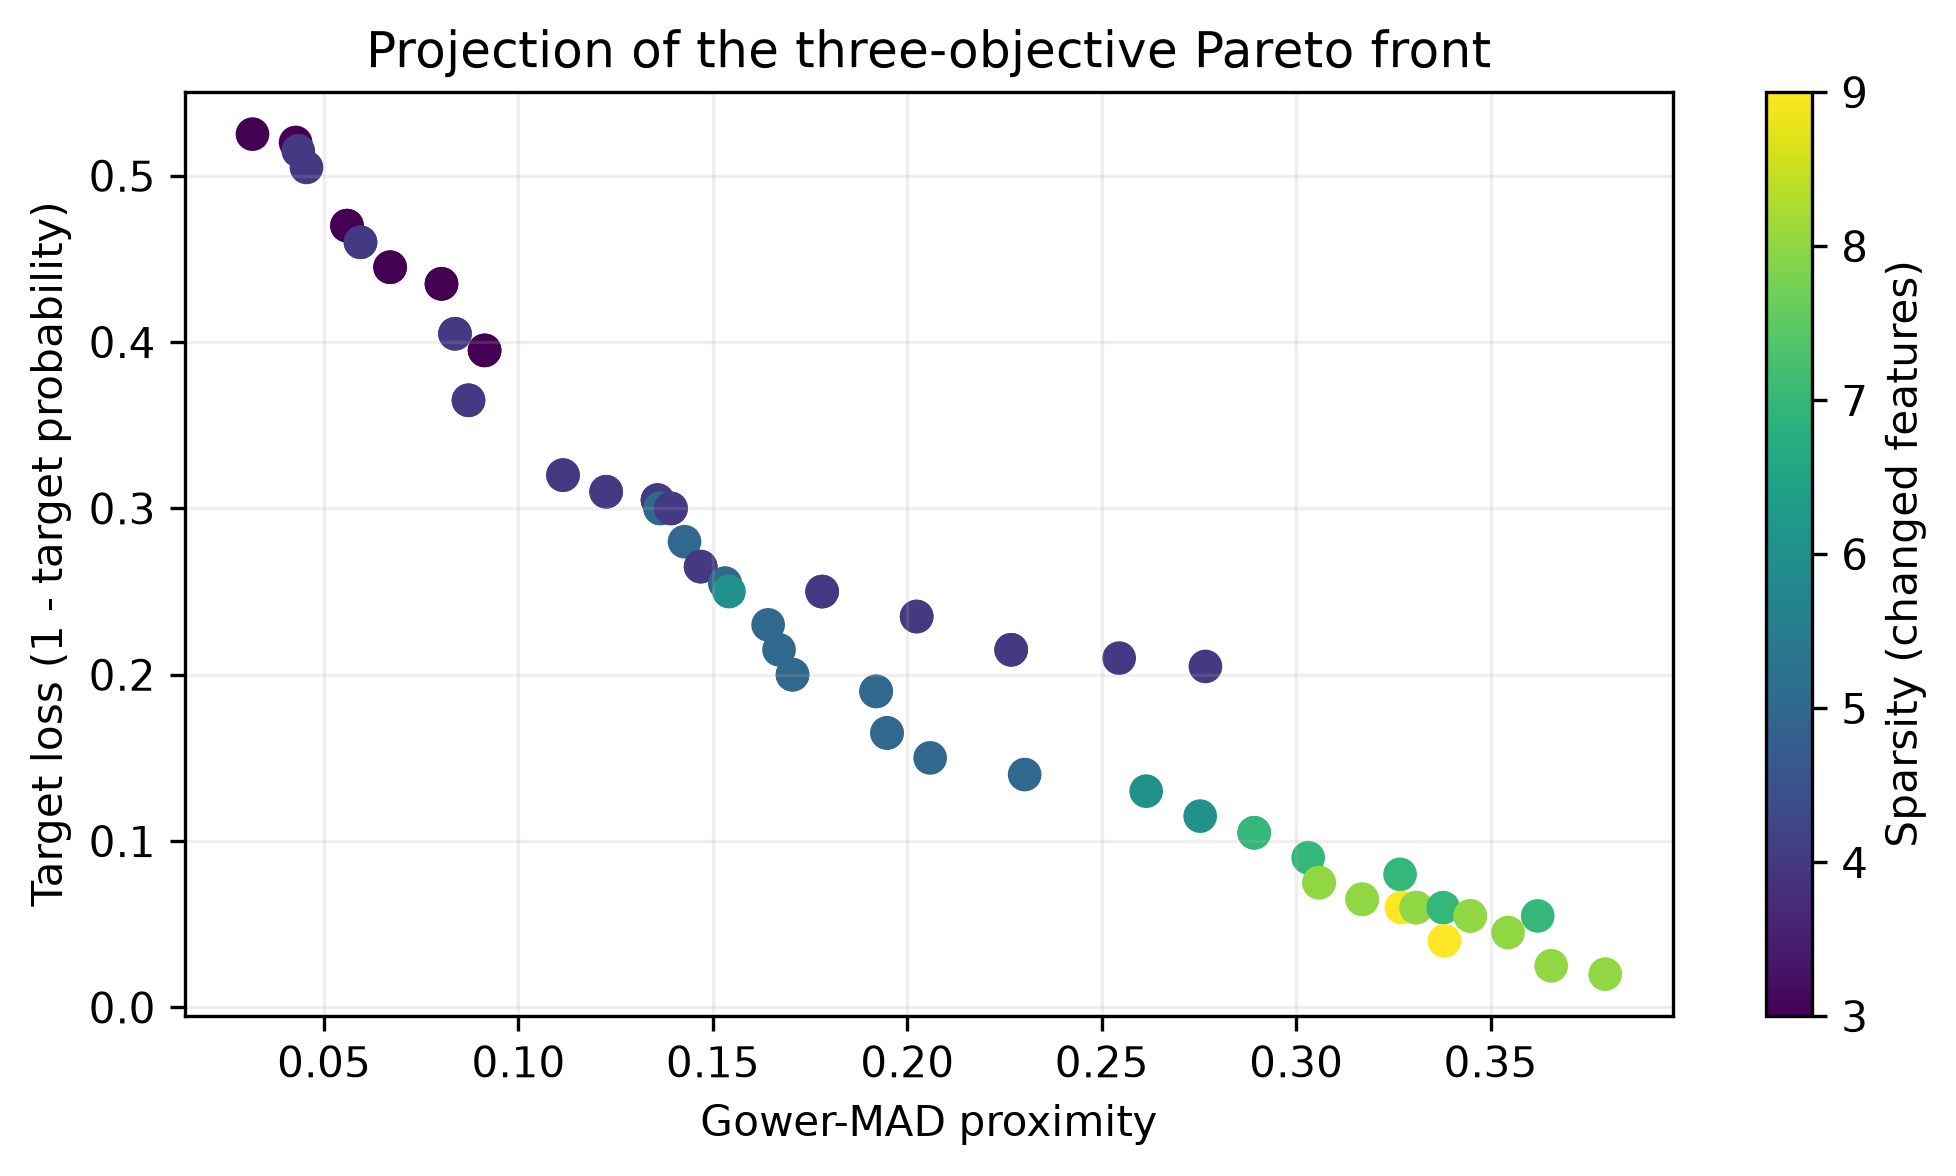 Projection of the three-objective Pareto front
Target loss (1 - target probability)
0.5
0.4
0.3
0.2
0.1
0.0
0.05 0.10 0.15 0.20 0.25 0.30 0.35
Gower-MAD proximity
9
8
7
6
5
4
3
Sparsity (changed features)